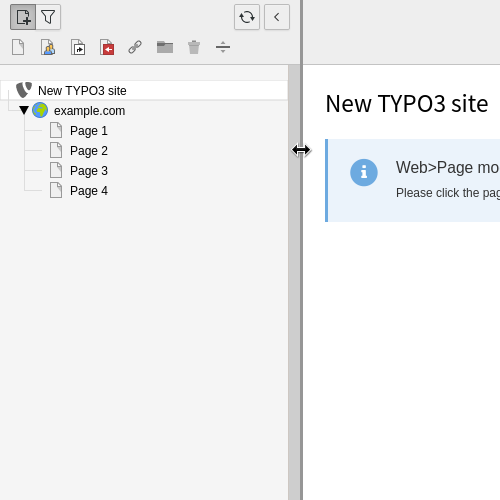 New TYPO3 site
example.com
Page 1
Page 2
Page 3
Page 4
New TYPO3 site
Web>Page mo
Please click the pag